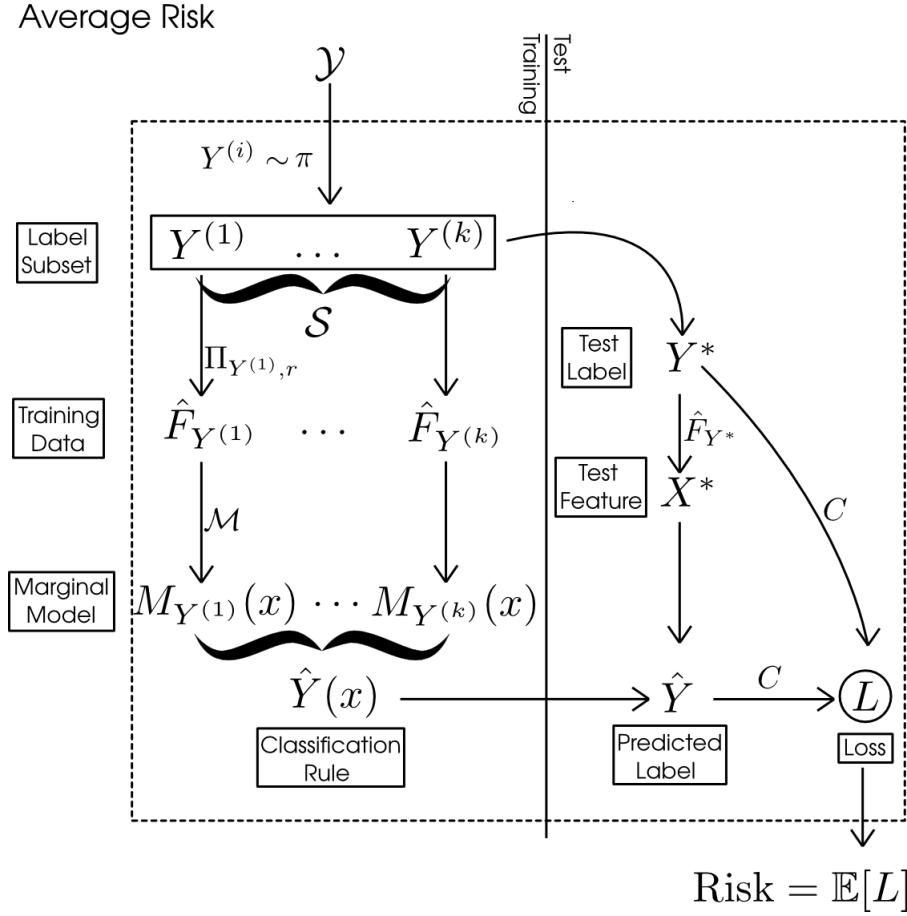 Average Risk
𝒴
Test
Training
Y^{(i)} ∼ π
Label
Subset
Y^{(1)} … Y^{(k)}
𝒮
Π_{Y^{(1)},r}
Test
Label
Y^*
Training
Data
F̂_{Y^{(1)}} … F̂_{Y^{(k)}}
F̂_{Y^*}
Test
Feature
X^*
C
ℳ
Marginal
Model
M_{Y^{(1)}}(x) ⋯ M_{Y^{(k)}}(x)
Ŷ(x)
Ŷ
C
L
Classification
Rule
Predicted
Label
Loss
Risk = 𝔼[L]